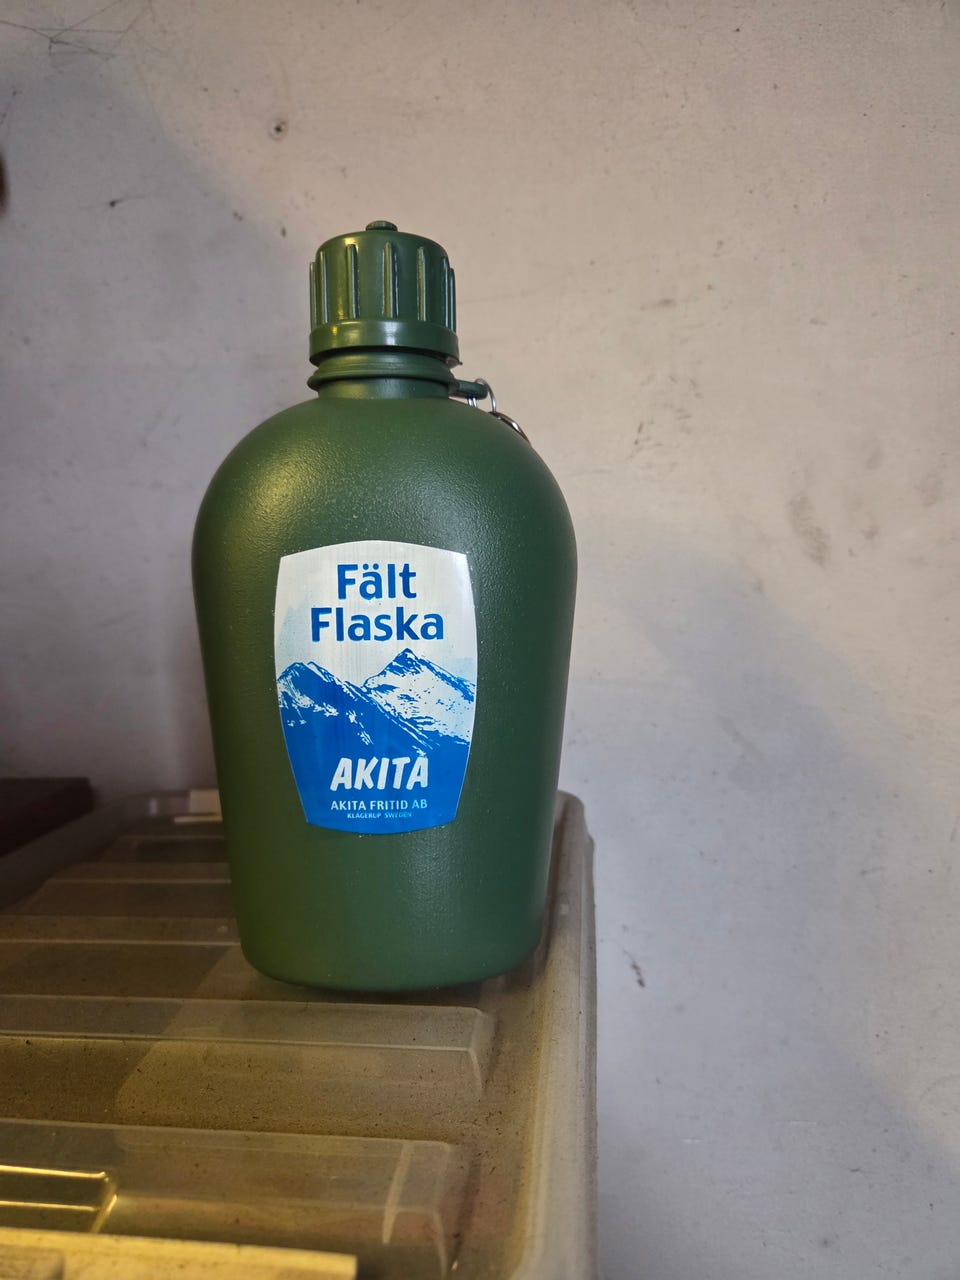 Fält
Flaska
AKITA
AKITA FRITID AB
KLÅGERUP SWEDEN